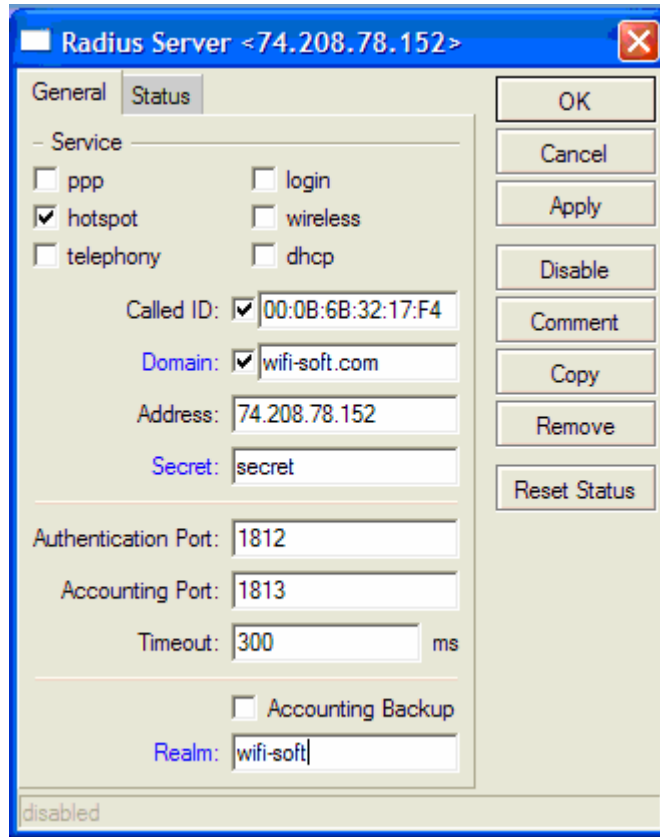 Radius Server <74.208.78.152>
General Status
OK
Cancel
Apply
Disable
Comment
Copy
Remove
Reset Status
Service
ppp login
hotspot wireless
telephony dhcp
Called ID: 00:0B:6B:32:17:F4
Domain: wifi-soft.com
Address: 74.208.78.152
Secret: secret
Authentication Port: 1812
Accounting Port: 1813
Timeout: 300 ms
Accounting Backup
Realm: wifi-soft
disabled